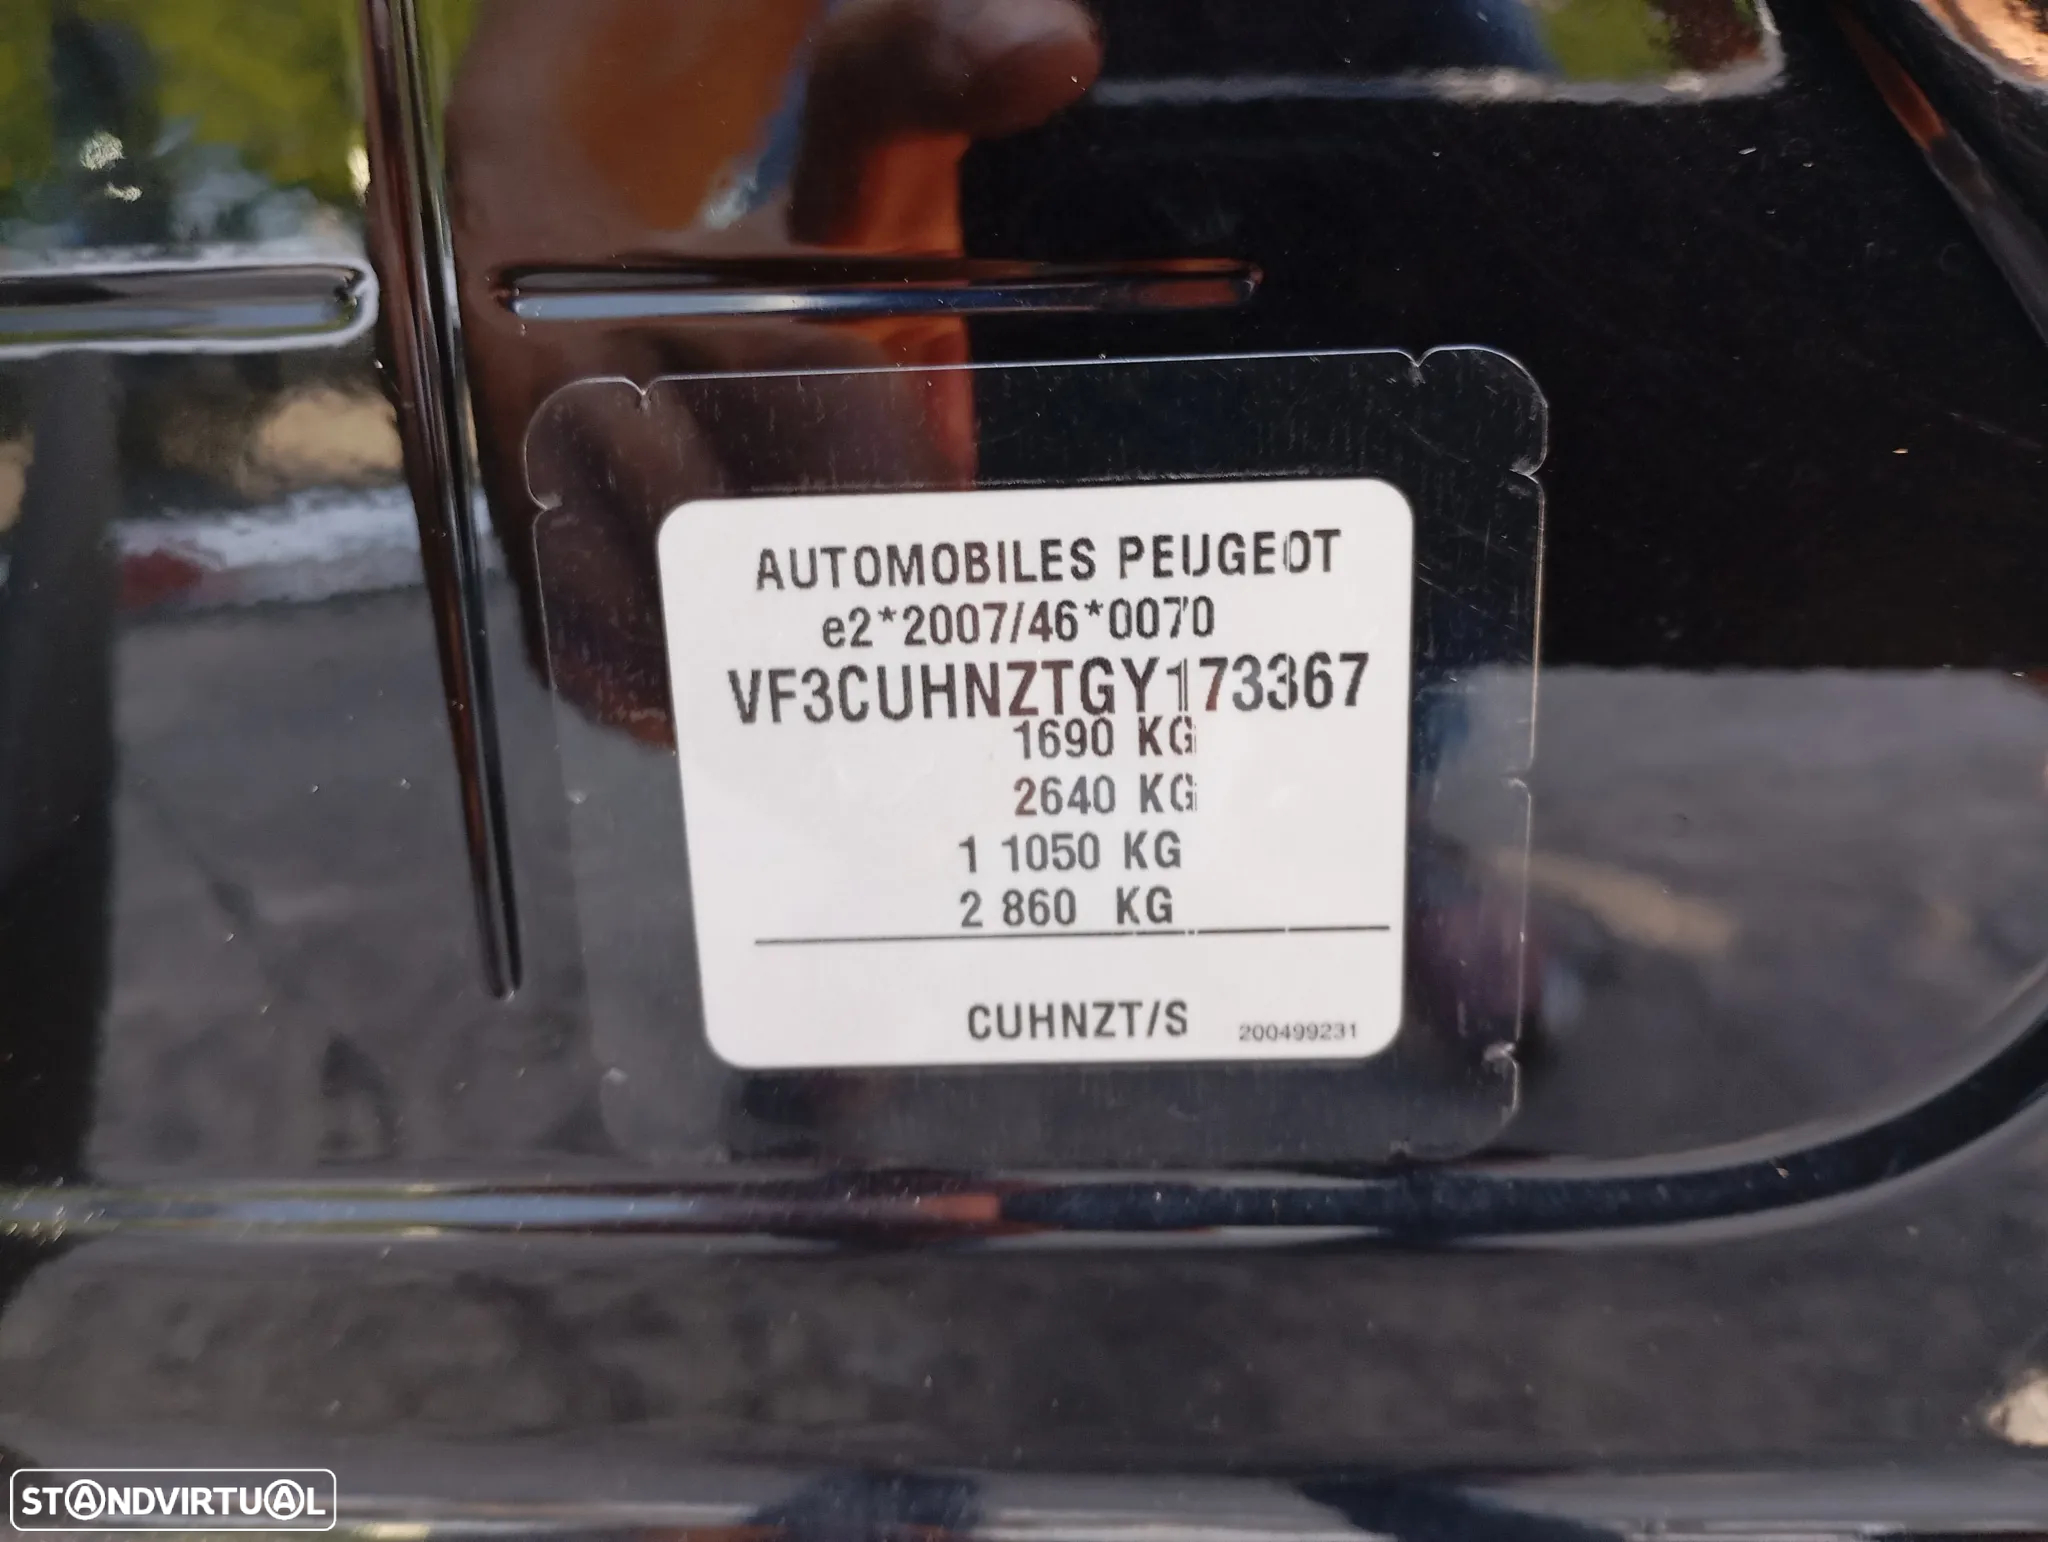 AUTOMOBILES PEUGEOT
e2*2007/46*0070
VF3CUHNZTGY173367
1690 KG
2640 KG
1 1050 KG
2 860 KG
CUHNZT/S 200499231
STANDVIRTUAL